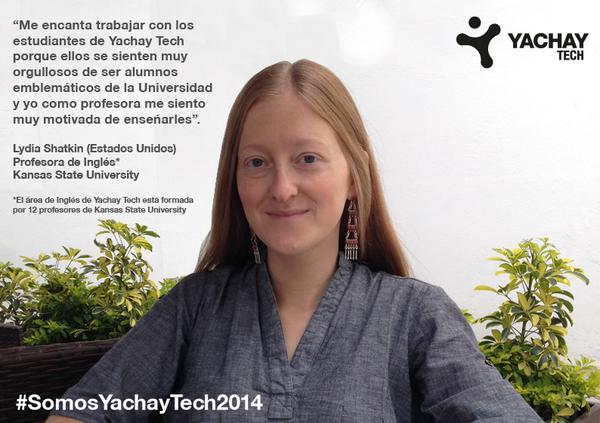 “Me encanta trabajar con los
estudiantes de Yachay Tech
porque ellos se sienten muy
orgullosos de ser alumnos
emblemáticos de la Universidad
y yo como profesora me siento
muy motivada de enseñarles”.
Lydia Shatkin (Estados Unidos)
Profesora de Inglés*
Kansas State University
*El área de Inglés de Yachay Tech está formada
por 12 profesores de Kansas State University
YACHAY
TECH
#SomosYachayTech2014